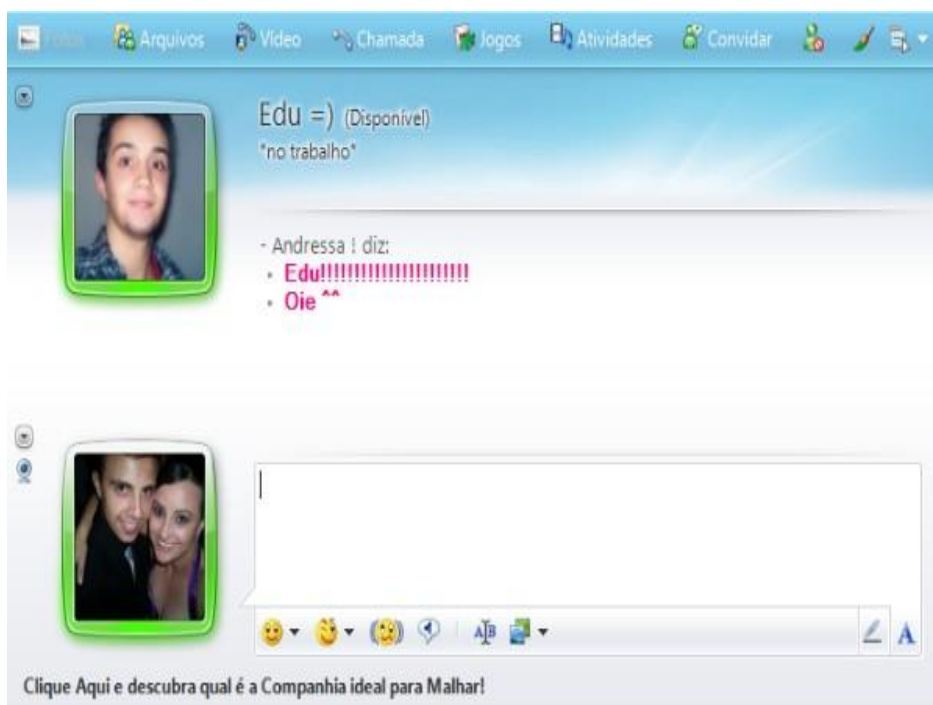 Arquivos Vídeo Chamada Jogos Atividades Convidar
Edu =) (Disponível)
*no trabalho*
- Andressa ! diz:
• Edu!!!!!!!!!!!!!!!!!!!!!!
• Oie ^^
Clique Aqui e descubra qual é a Companhia ideal para Malhar!